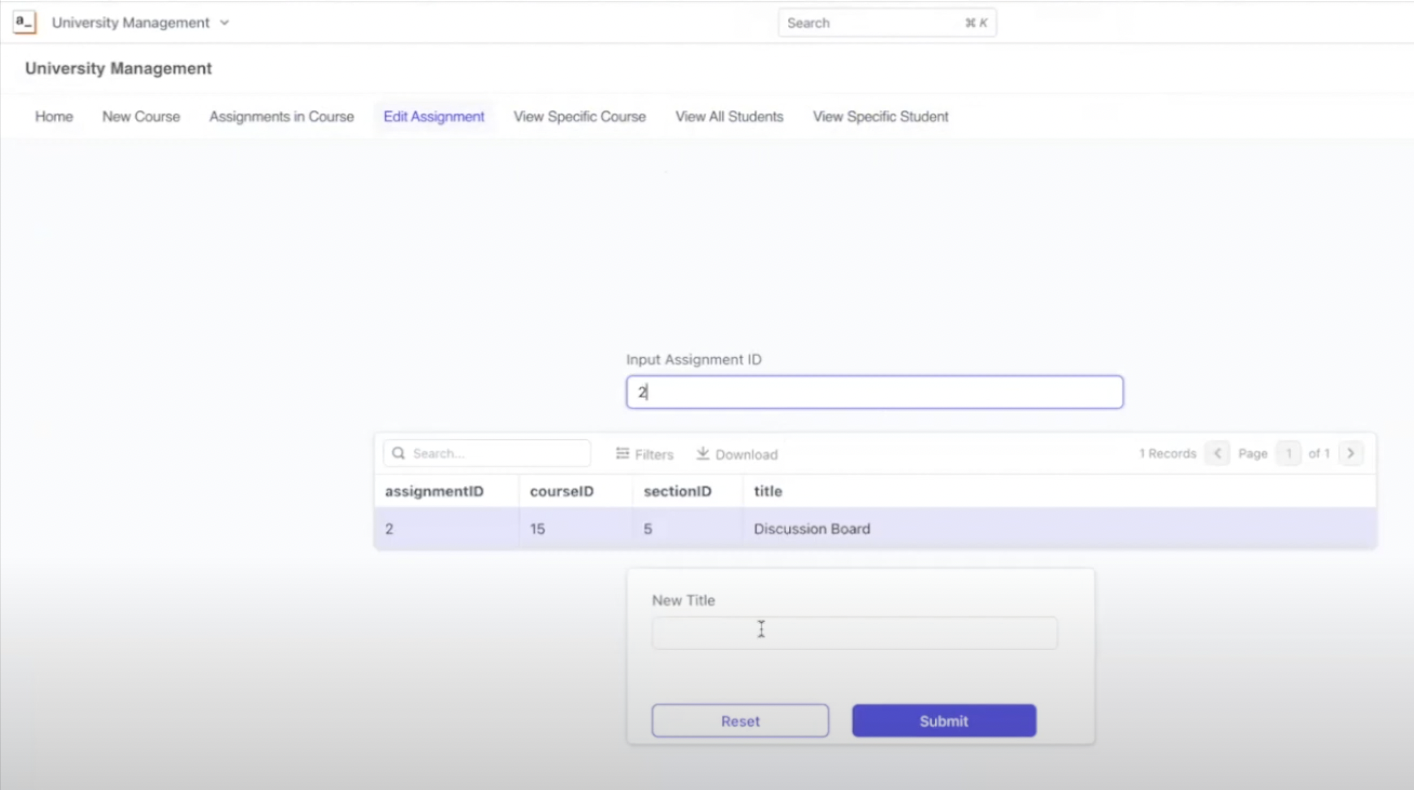 a_ University Management Search ⌘ K
University Management
Home New Course Assignments in Course Edit Assignment View Specific Course View All Students View Specific Student
Input Assignment ID
2
Search... Filters Download 1 Records Page 1 of 1
assignmentID courseID sectionID title
2 15 5 Discussion Board
New Title
Reset Submit